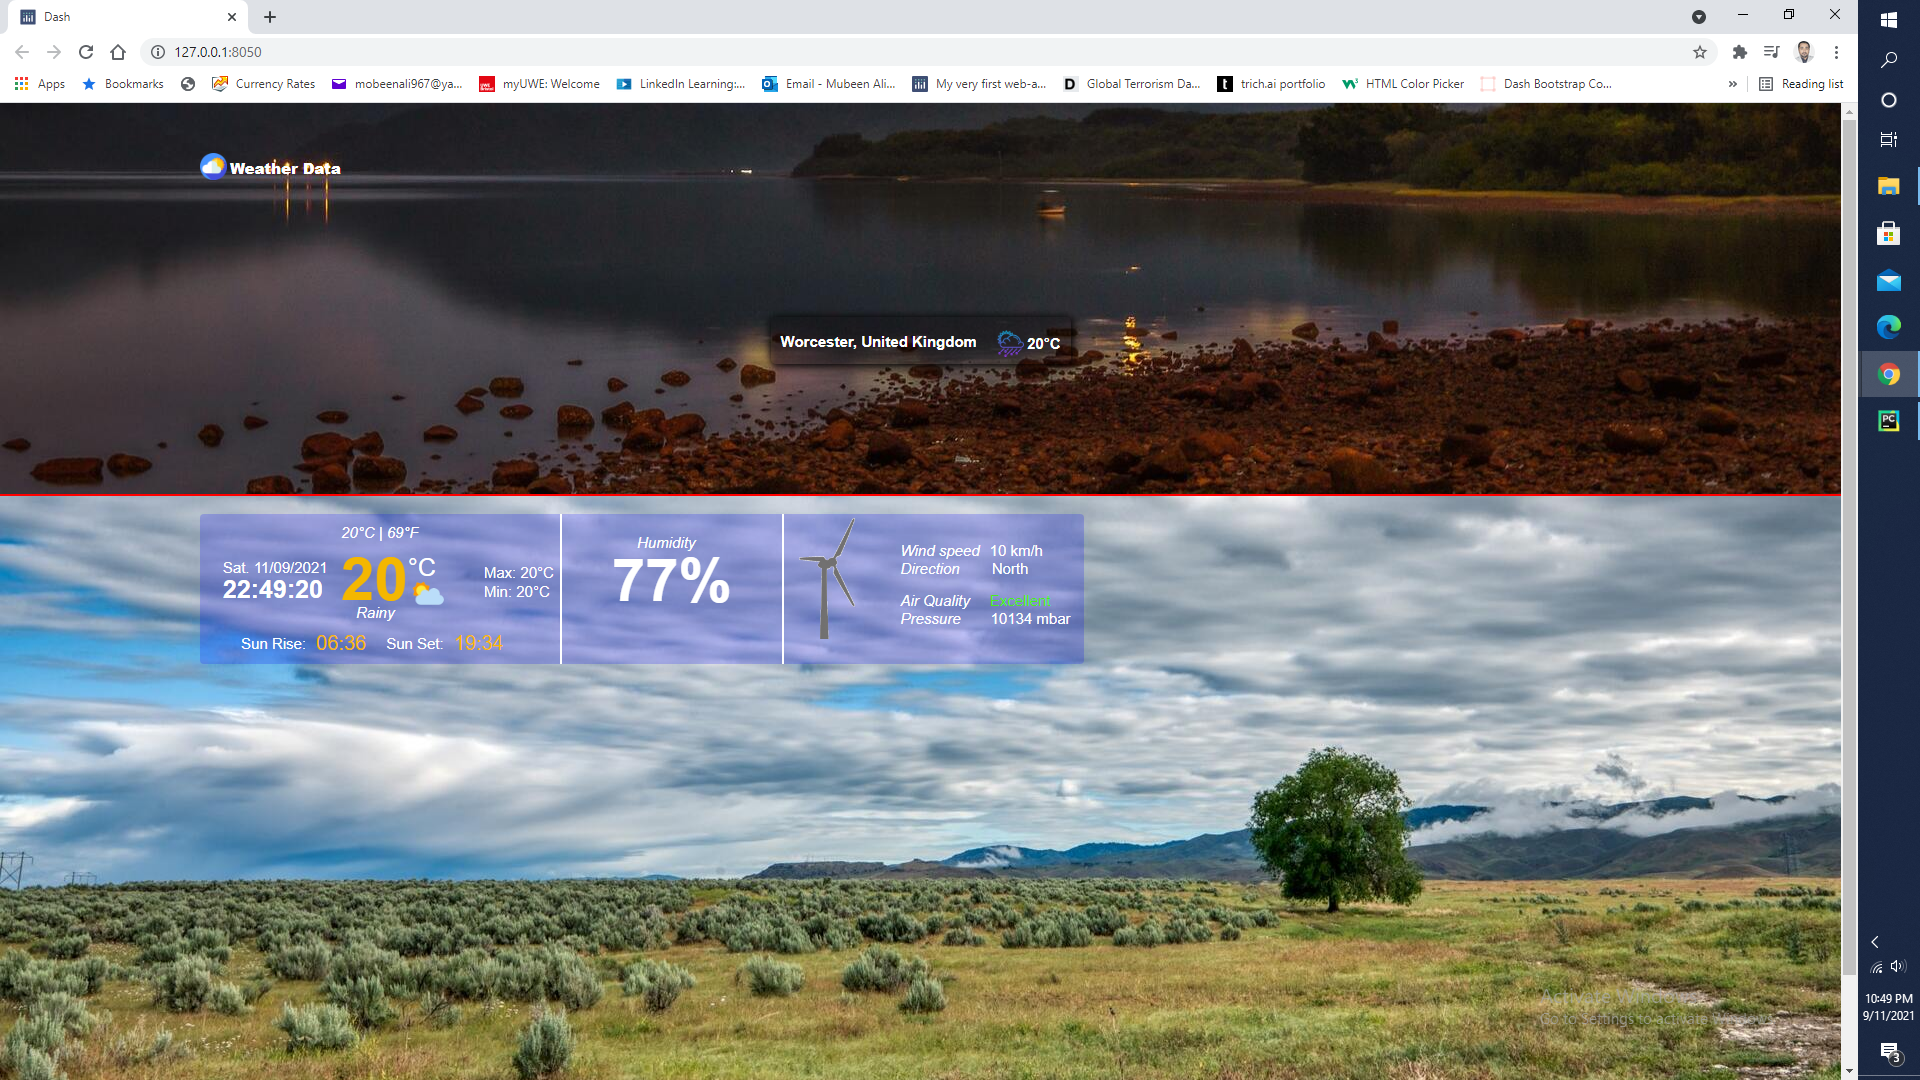 Dash
127.0.0.1:8050
Apps Bookmarks Currency Rates mobeenali967@ya... myUWE: Welcome LinkedIn Learning:... Email - Mubeen Ali... My very first web-a... Global Terrorism Da... trich.ai portfolio HTML Color Picker Dash Bootstrap Co... » Reading list
Weather Data
Worcester, United Kingdom 20°C
20°C | 69°F
Sat. 11/09/2021
22:49:20
20°C
Rainy
Max: 20°C
Min: 20°C
Sun Rise: 06:36 Sun Set: 19:34
Humidity
77%
Wind speed 10 km/h
Direction North
Air Quality Excellent
Pressure 10134 mbar
PC
Activate Windows
Go to Settings to activate Windows.
10:49 PM
9/11/2021
3